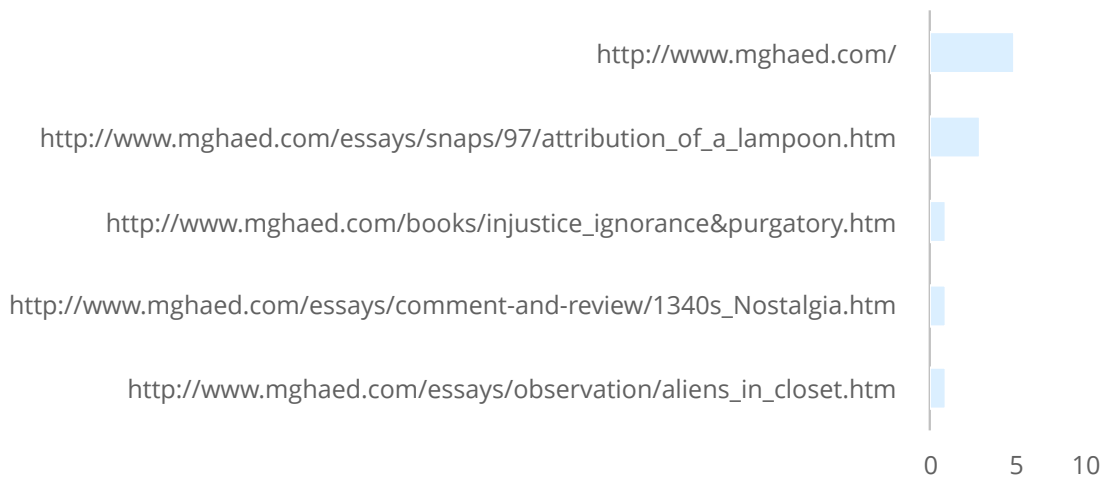 http://www.mghaed.com/
http://www.mghaed.com/essays/snaps/97/attribution_of_a_lampoon.htm
http://www.mghaed.com/books/injustice_ignorance&purgatory.htm
http://www.mghaed.com/essays/comment-and-review/1340s_Nostalgia.htm
http://www.mghaed.com/essays/observation/aliens_in_closet.htm
0 5 10